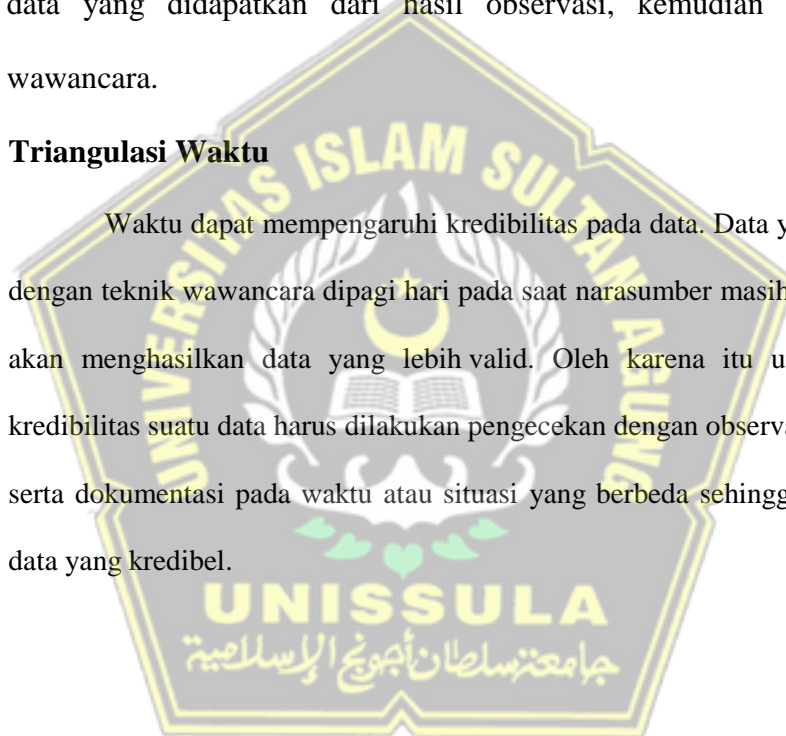 data yang didapatkan dari hasil observasi, kemudian
wawancara.
Triangulasi Waktu
Waktu dapat mempengaruhi kredibilitas pada data. Data y
dengan teknik wawancara dipagi hari pada saat narasumber masih
akan menghasilkan data yang lebih valid. Oleh karena itu u
kredibilitas suatu data harus dilakukan pengecekan dengan observa
serta dokumentasi pada waktu atau situasi yang berbeda sehingg
data yang kredibel.
UNIVERSITAS ISLAM SULTAN AGUNG
UNISSULA
جامعة سلطان أجونج الإسلامية